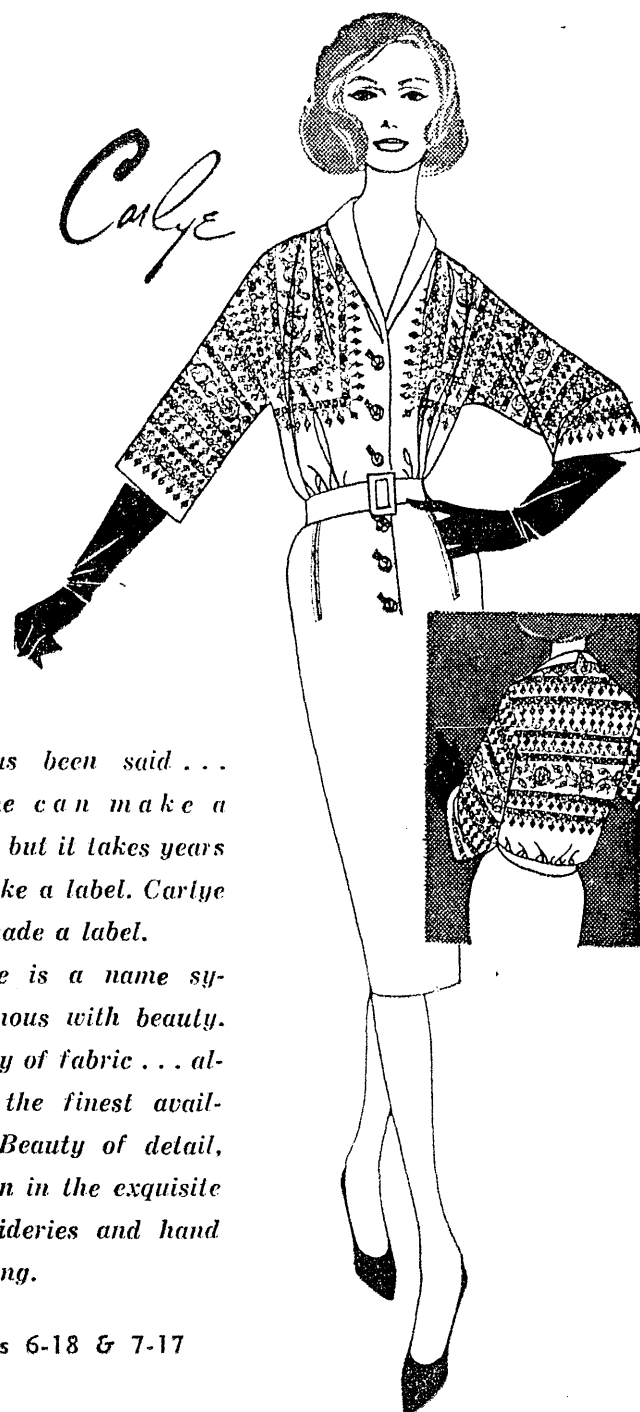 Carlye
as been said . . .
e can make a
but it takes years
ke a label. Carlye
ade a label.
e is a name sy-
nous with beauty.
y of fabric . . . al-
the finest avail-
Beauty of detail,
n in the exquisite
ideries and hand
ng.
s 6-18 & 7-17